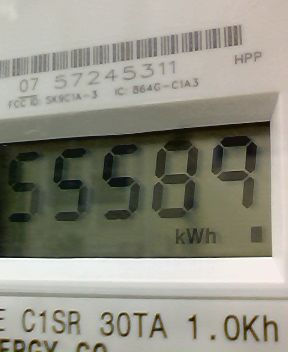 HPP
07 57245311
FCC ID: SK9C1A-3 IC: 864G-C1A3
55589
kWh
C1SR 30TA 1.0Kh